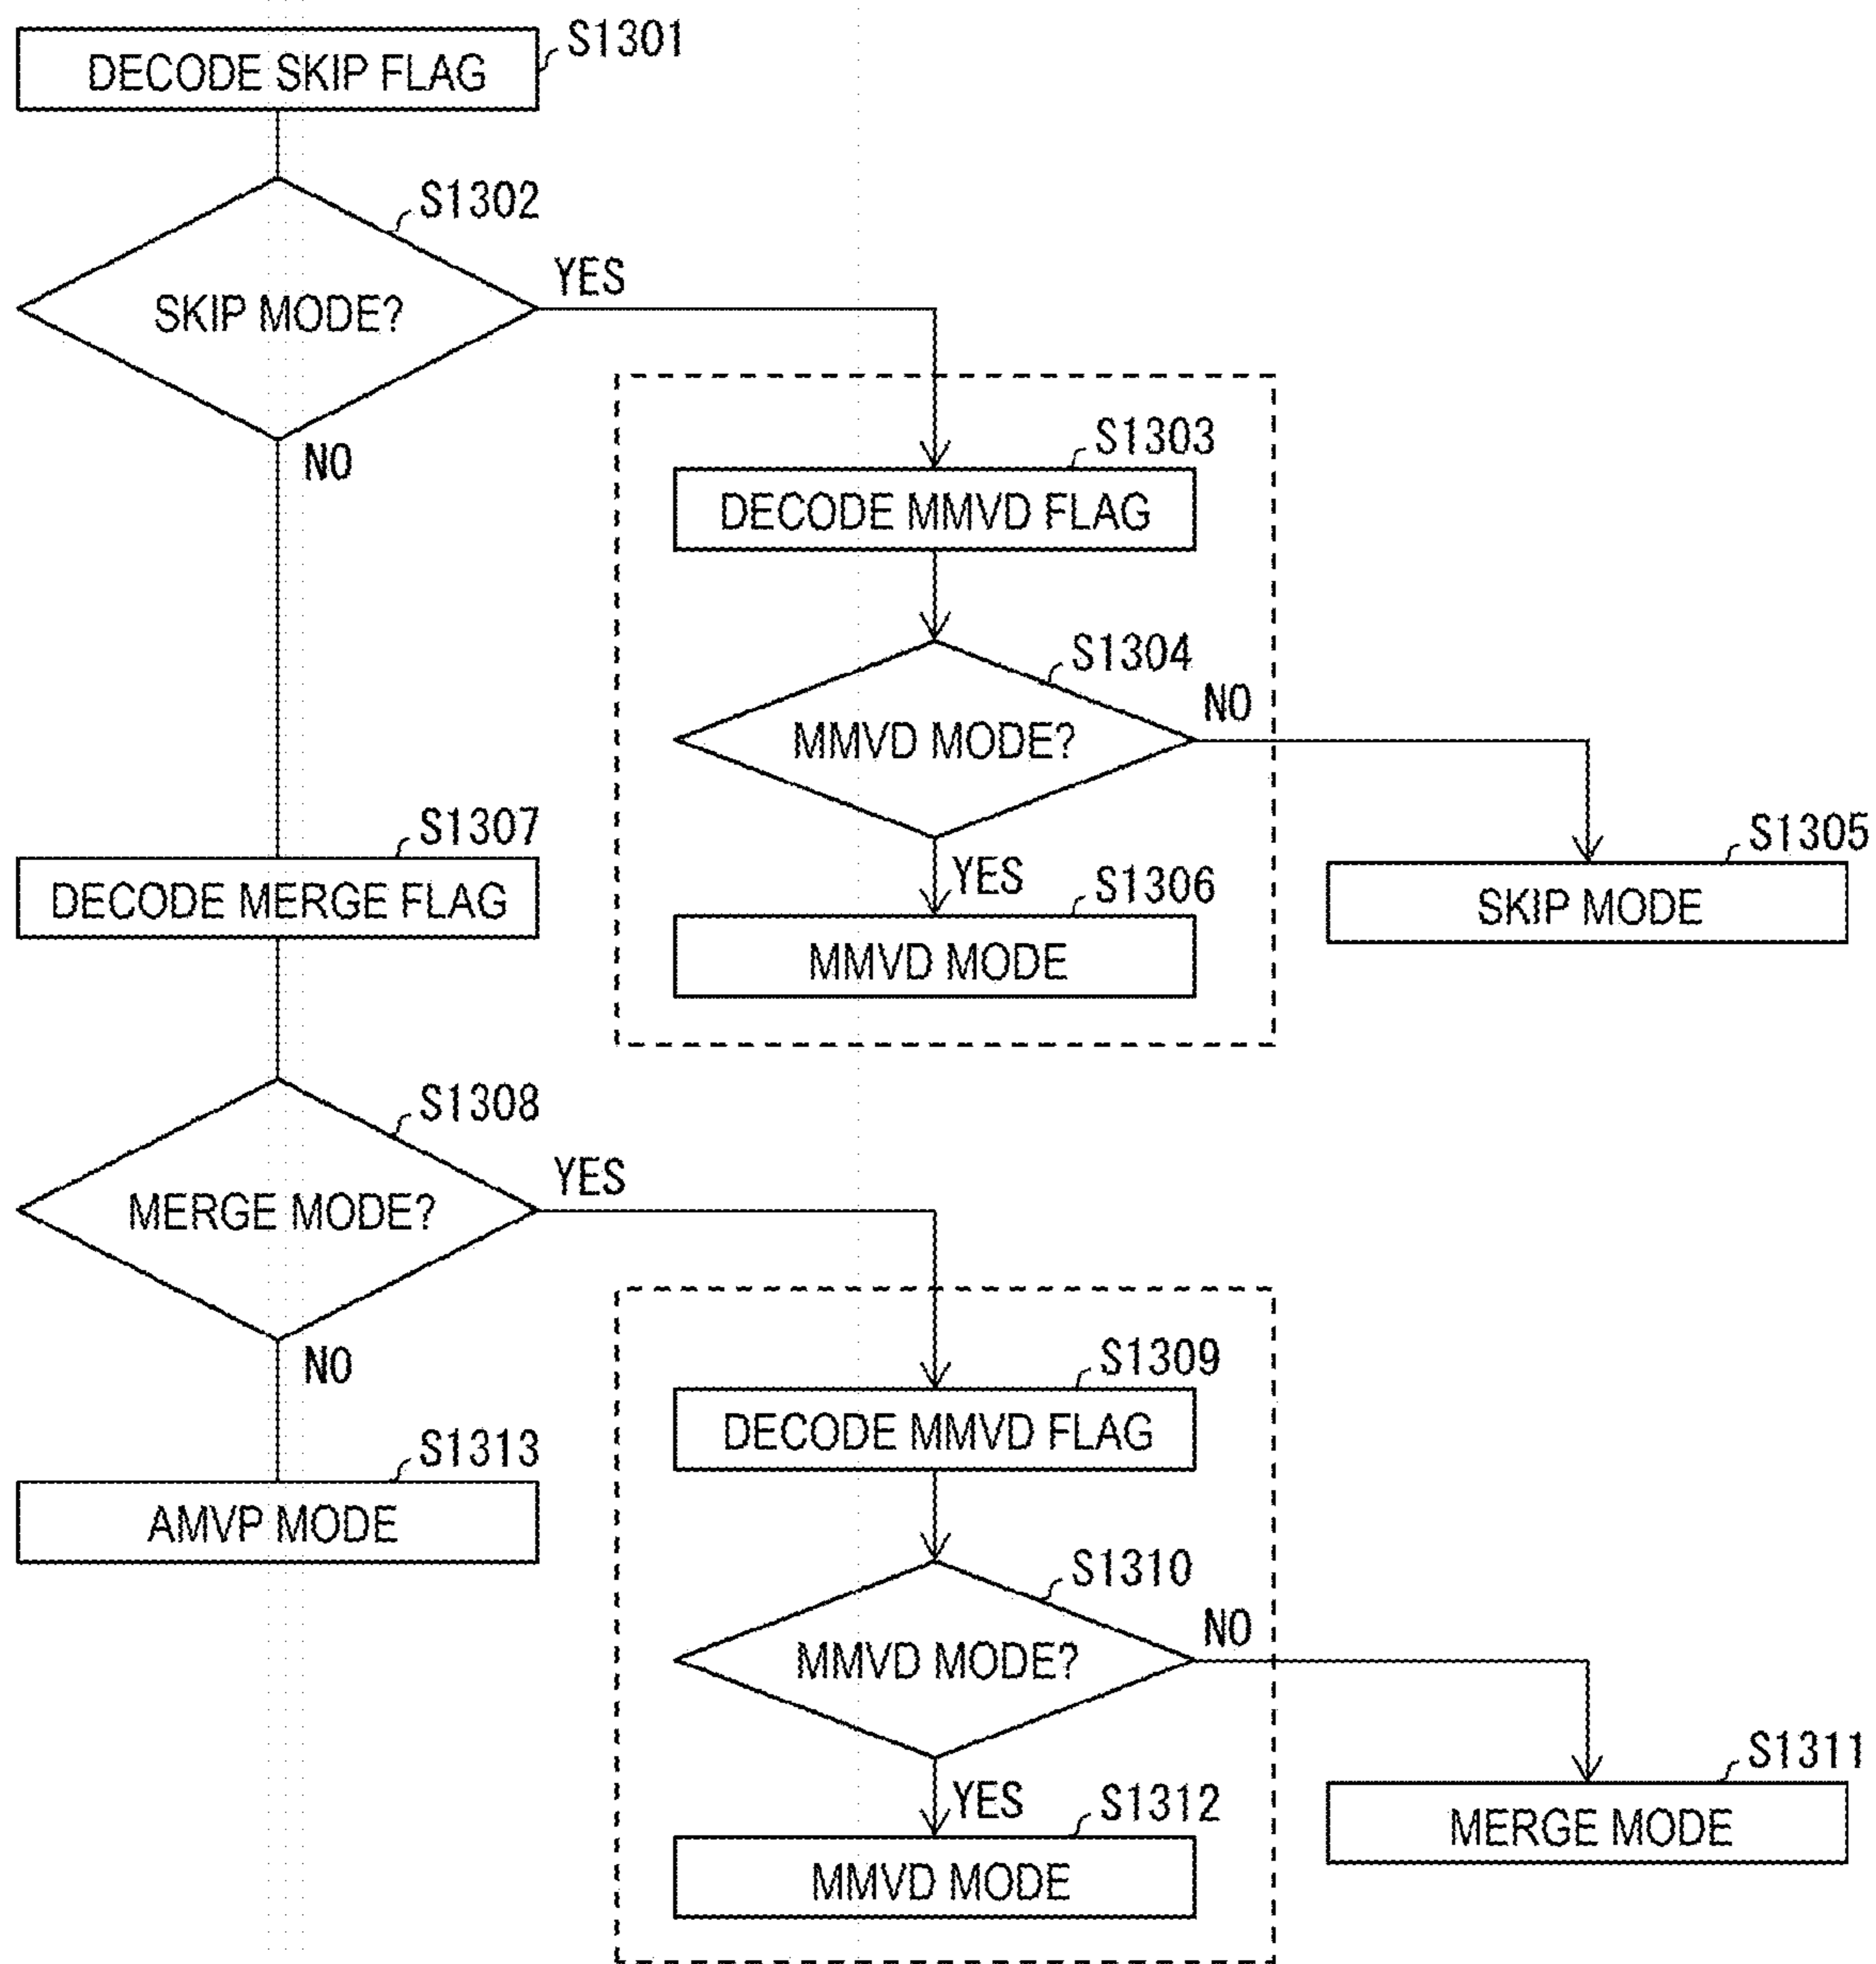 S1301
DECODE SKIP FLAG
S1302
SKIP MODE?
YES
NO
S1303
DECODE MMVD FLAG
S1304
MMVD MODE?
NO
YES
S1305
SKIP MODE
S1306
MMVD MODE
S1307
DECODE MERGE FLAG
S1308
MERGE MODE?
YES
NO
S1309
DECODE MMVD FLAG
S1310
MMVD MODE?
NO
YES
S1311
MERGE MODE
S1312
MMVD MODE
S1313
AMVP MODE